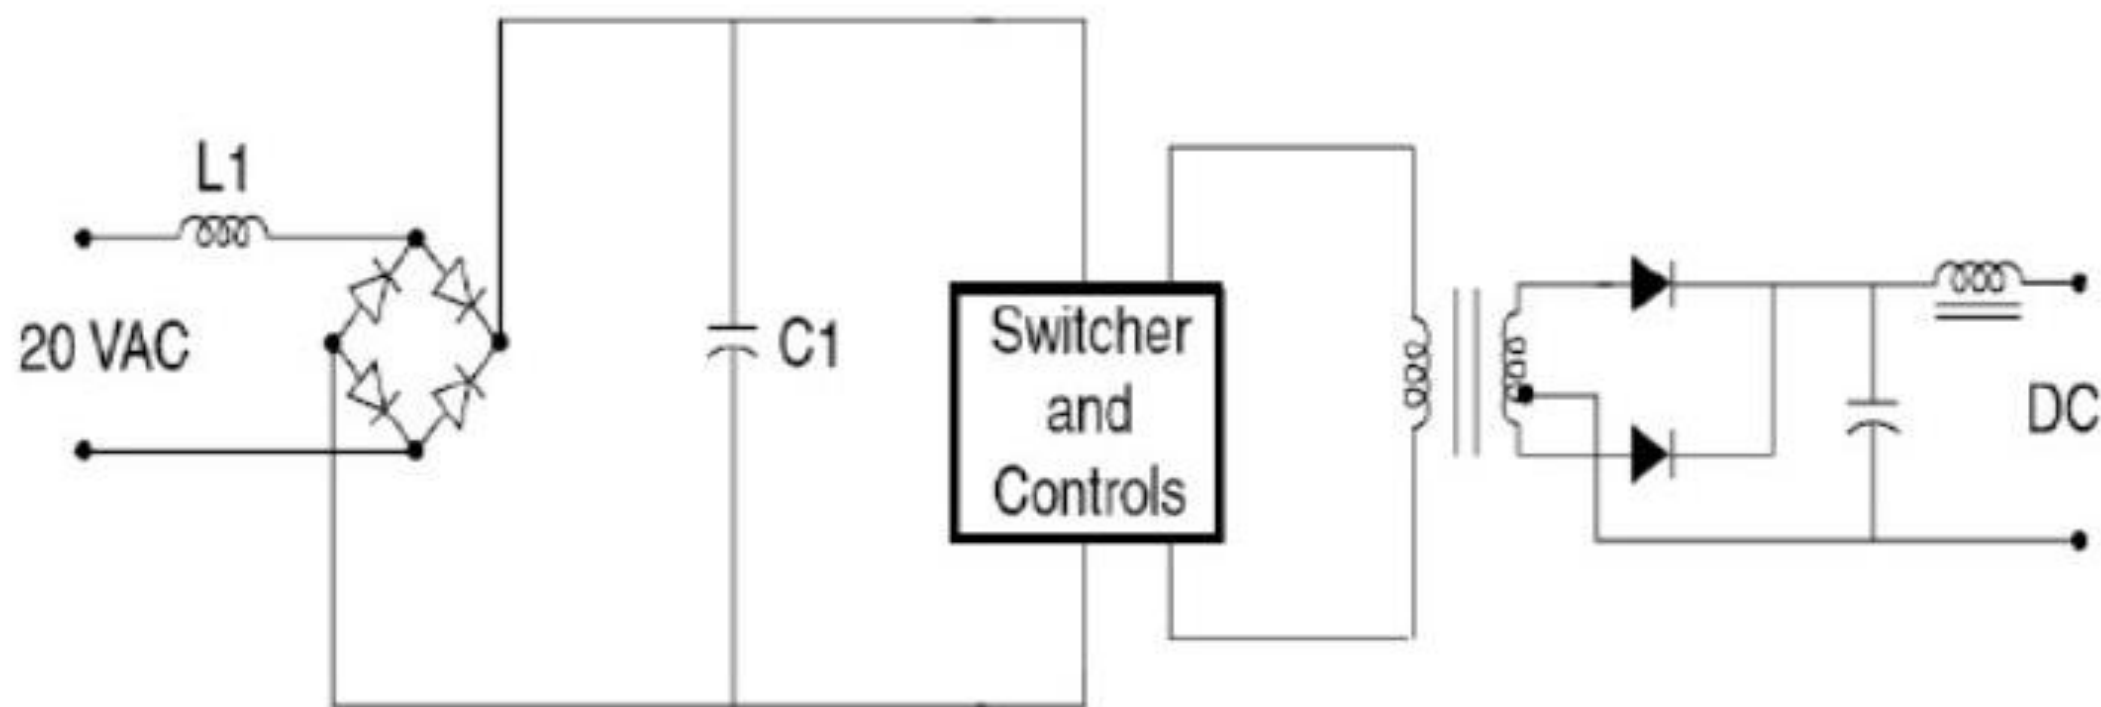 L1
20 VAC
C1
Switcher
and
Controls
DC